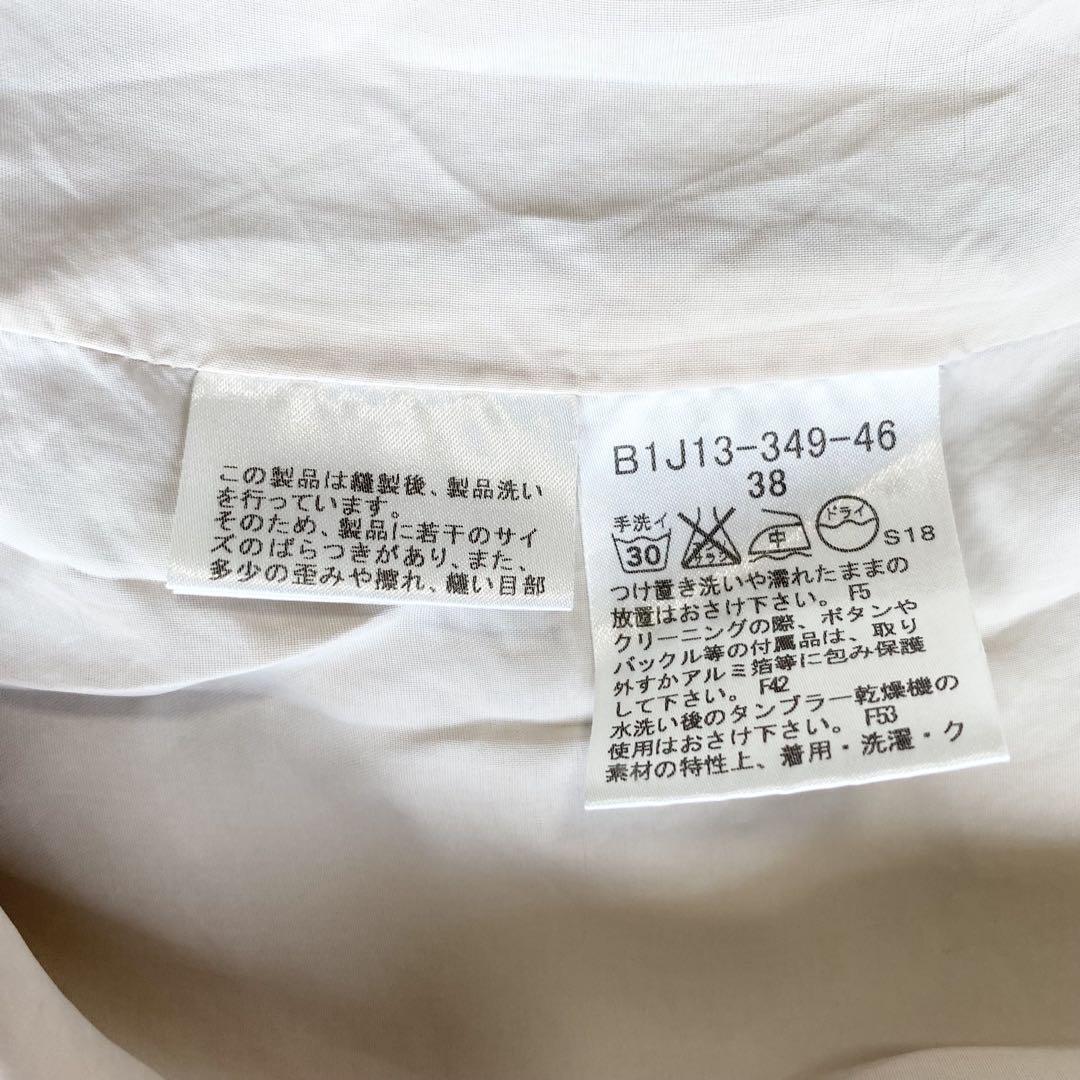 この製品は縫製後、製品洗い
を行っています。
そのため、製品に若干のサイ
ズのばらつきがあり、また、
多少の歪みや擦れ、縫い目部
B1J13-349-46
38
手洗イ
30
中
ドライ
S18
つけ置き洗いや濡れたままの
放置はおさけ下さい。 F5
クリーニングの際、ボタンや
バックル等の付属品は、取り
外すかアルミ箔等に包み保護
して下さい。 F42
水洗い後のタンブラー乾燥機の
使用はおさけ下さい。 F53
素材の特性上、着用・洗濯・ク